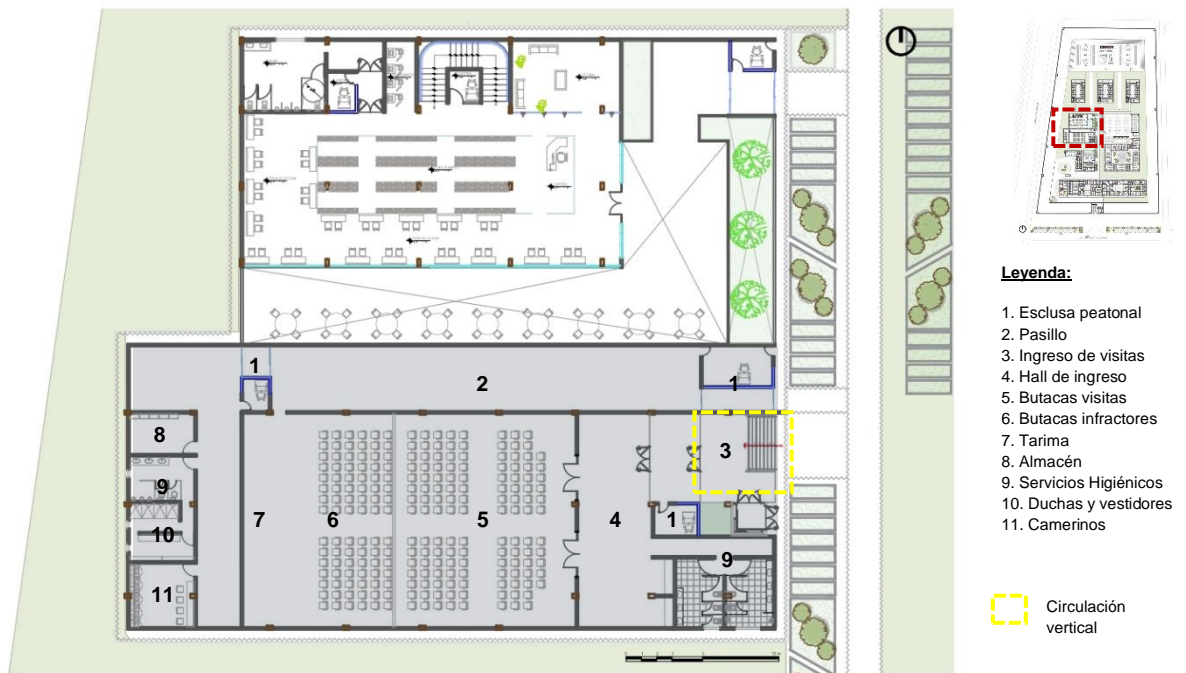 Leyenda:
1. Esclusa peatonal
2. Pasillo
3. Ingreso de visitas
4. Hall de ingreso
5. Butacas visitas
6. Butacas infractores
7. Tarima
8. Almacén
9. Servicios Higiénicos
10. Duchas y vestidores
11. Camerinos
Circulación
vertical
1
2
1
8
3
9
7
6
5
4
1
10
9
11